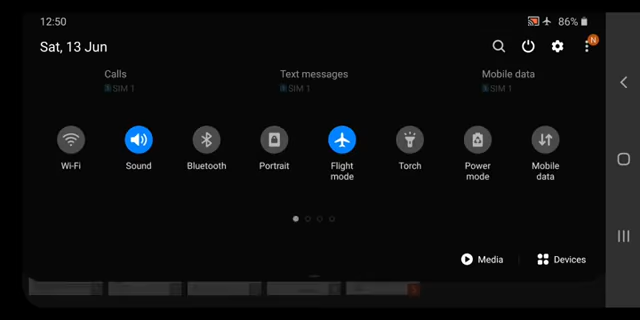 12:50
86%
Sat, 13 Jun
N
Calls
Text messages
Mobile data
SIM 1
SIM 1
SIM 1
Wi-Fi
Sound
Bluetooth
Portrait
Flight
mode
Torch
Power
mode
Mobile
data
Media
Devices